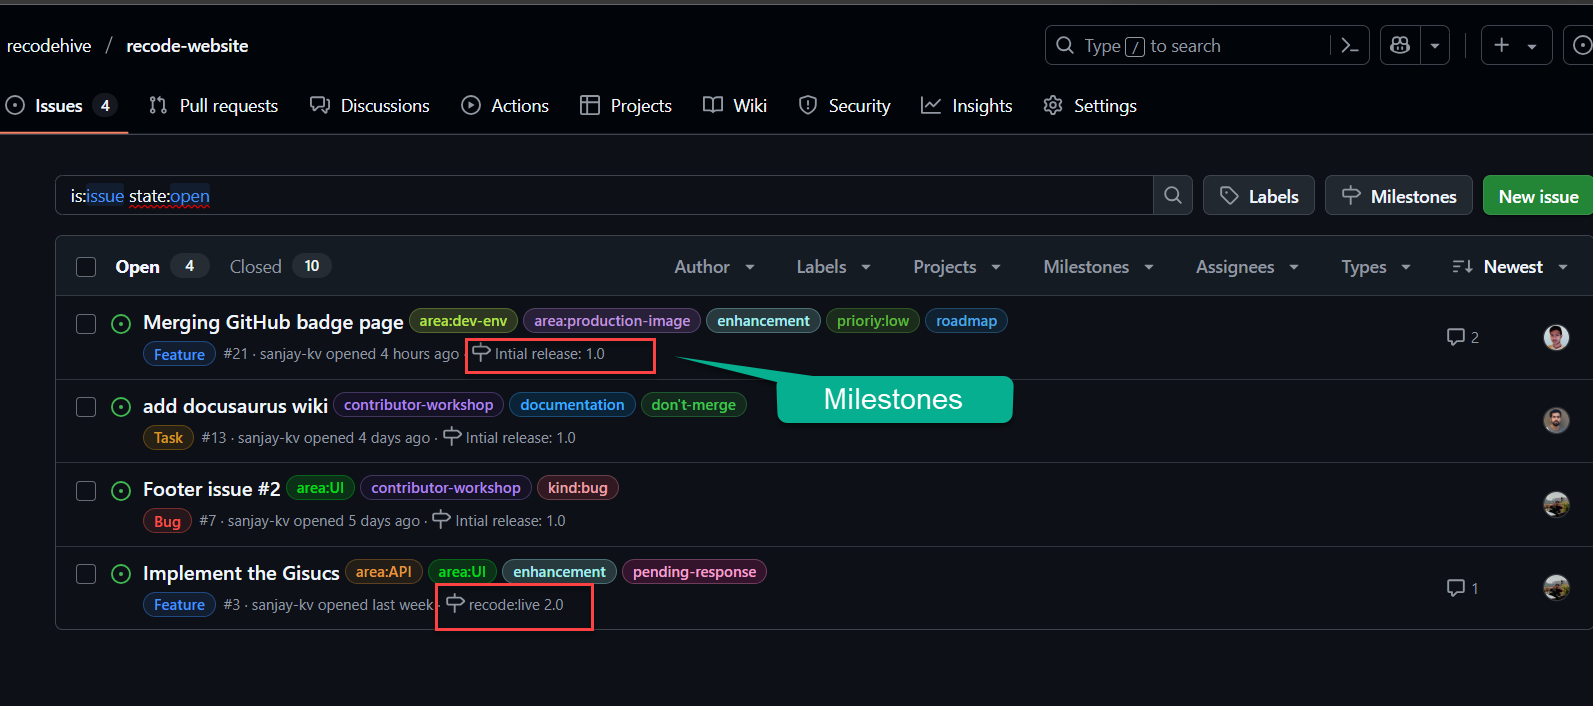 recodehive / recode-website
Type / to search
Issues 4 Pull requests Discussions Actions Projects Wiki Security Insights Settings
is:issue state:open
Labels Milestones New issue
Open 4 Closed 10 Author Labels Projects Milestones Assignees Types Newest
Merging GitHub badge page area:dev-env area:production-image enhancement prioriy:low roadmap
Feature #21 · sanjay-kv opened 4 hours ago · Intial release: 1.0
2
Milestones
add docusaurus wiki contributor-workshop documentation don't-merge
Task #13 · sanjay-kv opened 4 days ago · Intial release: 1.0
Footer issue #2 area:UI contributor-workshop kind:bug
Bug #7 · sanjay-kv opened 5 days ago · Intial release: 1.0
Implement the Gisucs area:API area:UI enhancement pending-response
Feature #3 · sanjay-kv opened last week · recode:live 2.0
1